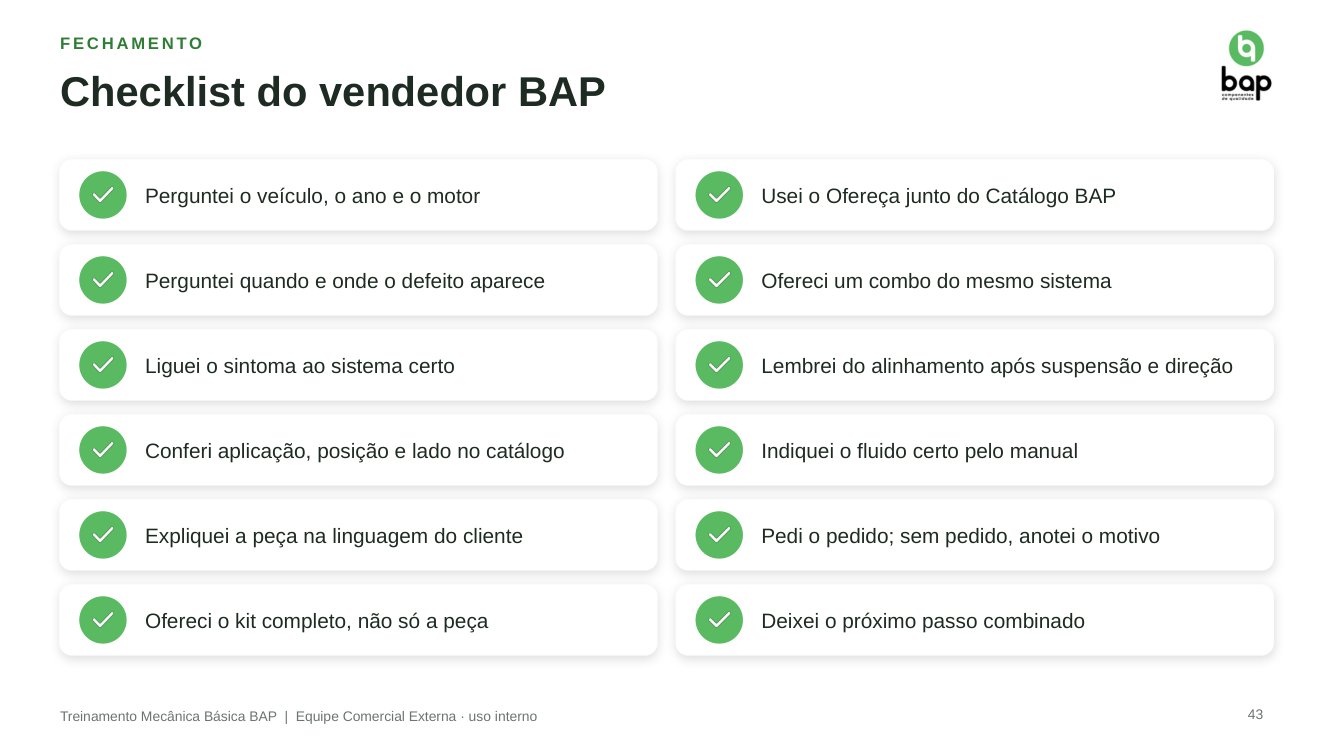 FECHAMENTO
Checklist do vendedor BAP
bap
componentes
de qualidade
Perguntei o veículo, o ano e o motor
Perguntei quando e onde o defeito aparece
Liguei o sintoma ao sistema certo
Conferi aplicação, posição e lado no catálogo
Expliquei a peça na linguagem do cliente
Ofereci o kit completo, não só a peça
Usei o Ofereça junto do Catálogo BAP
Ofereci um combo do mesmo sistema
Lembrei do alinhamento após suspensão e direção
Indiquei o fluido certo pelo manual
Pedi o pedido; sem pedido, anotei o motivo
Deixei o próximo passo combinado
Treinamento Mecânica Básica BAP | Equipe Comercial Externa · uso interno
43